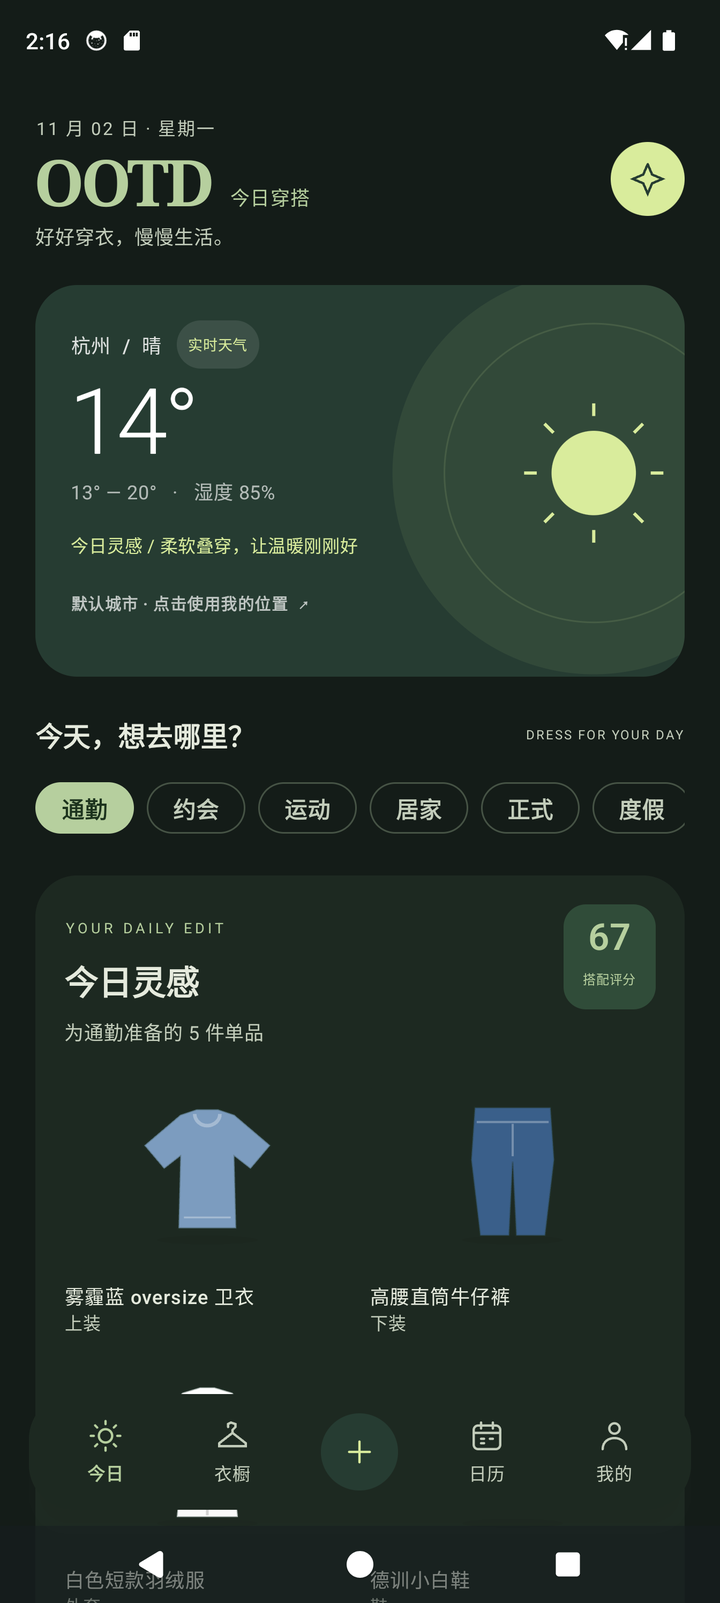 2:16
11 月 02 日 · 星期一
OOTD 今日穿搭
好好穿衣，慢慢生活。
杭州 / 晴 实时天气
14°
13° — 20° · 湿度 85%
今日灵感 / 柔软叠穿，让温暖刚刚好
默认城市 · 点击使用我的位置 ↗
今天，想去哪里？ DRESS FOR YOUR DAY
通勤 约会 运动 居家 正式 度假
YOUR DAILY EDIT
67
搭配评分
今日灵感
为通勤准备的 5 件单品
雾霾蓝 oversize 卫衣
上装
高腰直筒牛仔裤
下装
今日 衣橱 + 日历 我的
白色短款羽绒服
德训小白鞋